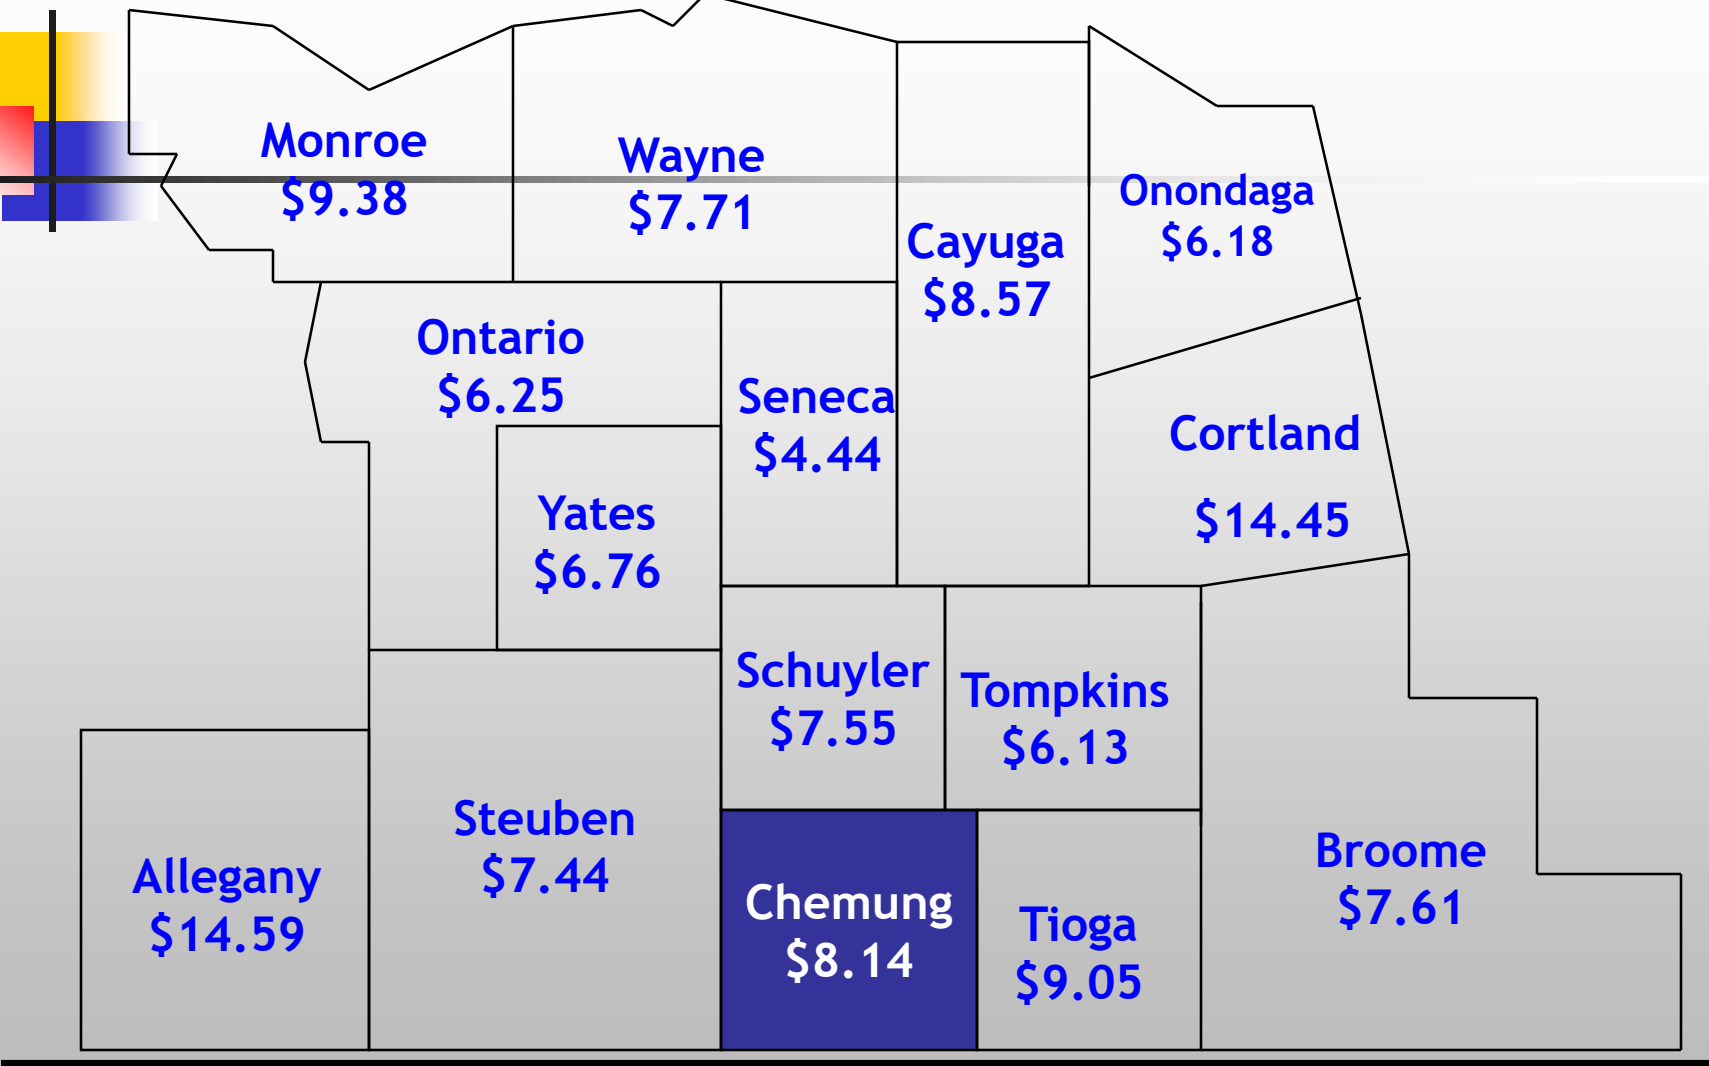 Monroe
$9.38
Wayne
$7.71
Cayuga
$8.57
Onondaga
$6.18
Ontario
$6.25
Seneca
$4.44
Cortland
$14.45
Yates
$6.76
Schuyler
$7.55
Tompkins
$6.13
Allegany
$14.59
Steuben
$7.44
Chemung
$8.14
Tioga
$9.05
Broome
$7.61